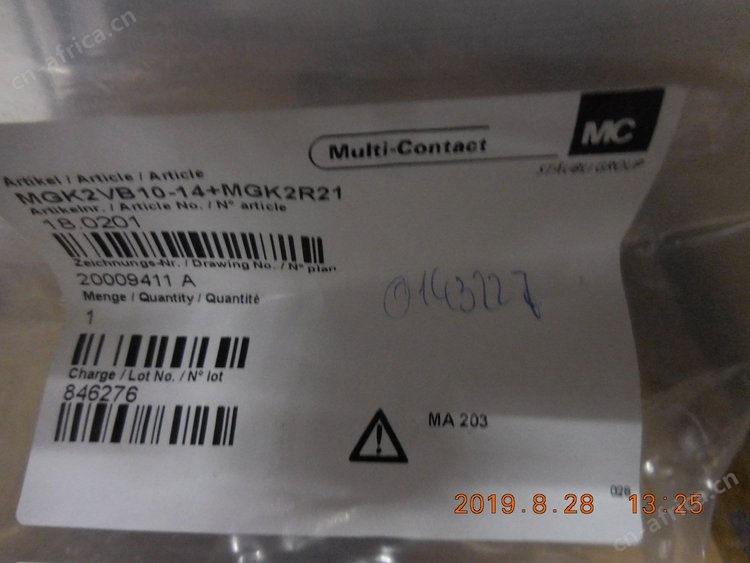 cn-africa.cn
Multi-Contact
MC
STÄUBLI GROUP
Artikel / Article / Article
MGK2VB10-14+MGK2R21
Artikelnr. / Article No. / N° article
18.0201
Zeichnungs-Nr. / Drawing No. / N° plan
20009411 A
Menge / Quantity / Quantité
1
Charge / Lot No. / N° lot
846276
0143227
MA 203
028
2019.8.28 13:25
cn-africa.cn